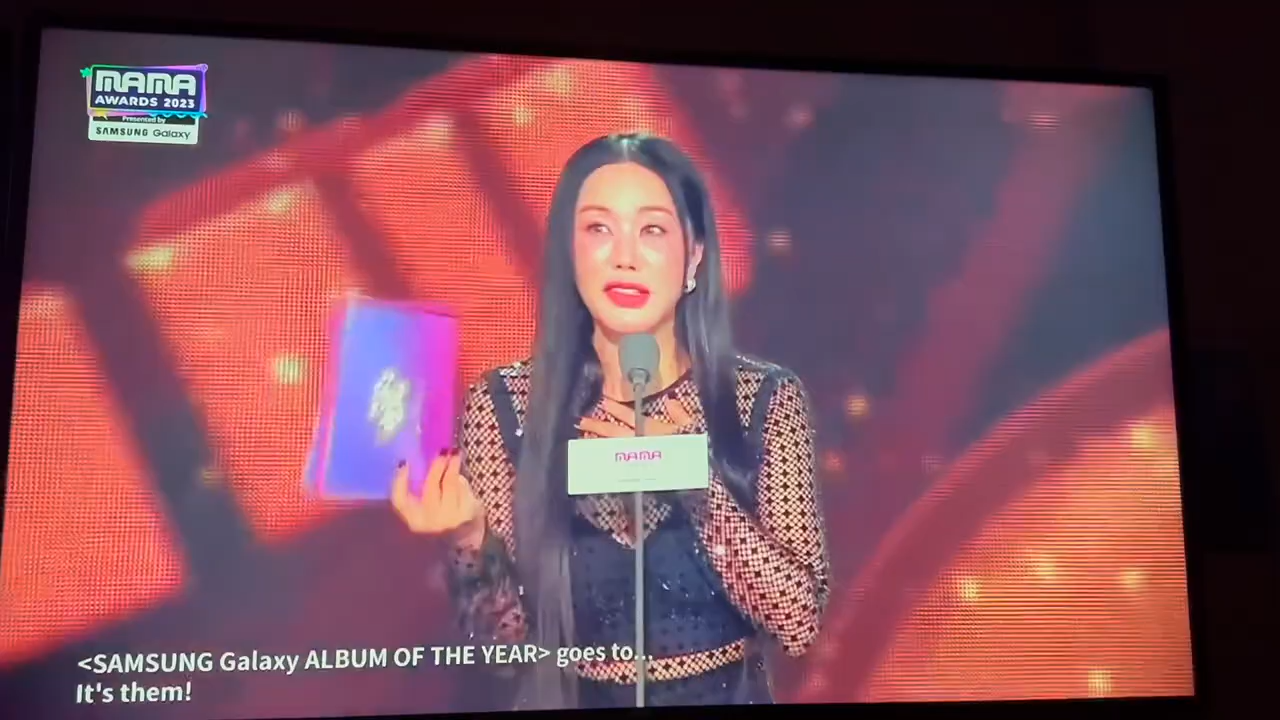 MAMA
AWARDS 2023
Presented by
SAMSUNG Galaxy
MAMA
<SAMSUNG Galaxy ALBUM OF THE YEAR> goes to...
It's them!